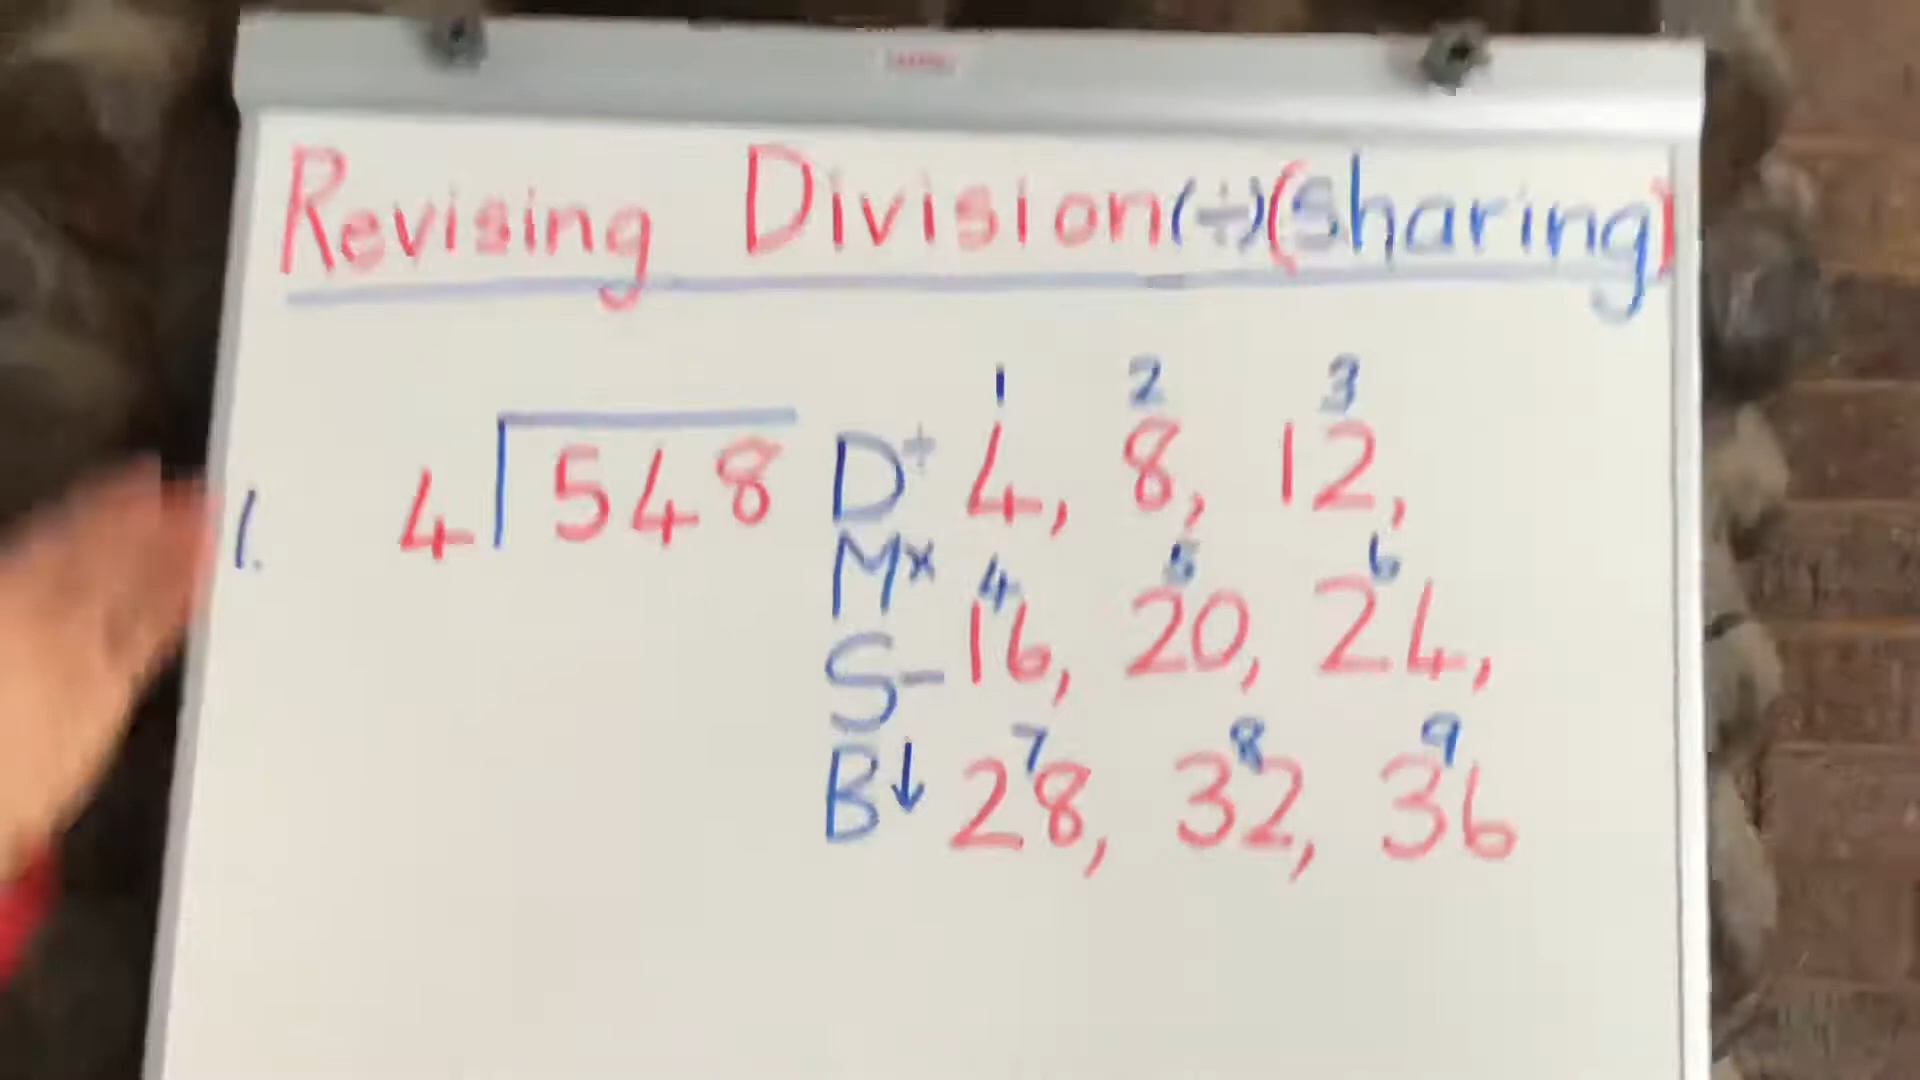 Revising Division(÷)(sharing)
1. 4 548
D÷ 1 2 3
4, 8, 12,
M× 4 5 6
S- 16, 20, 24,
7 8 9
B↓ 28, 32, 36